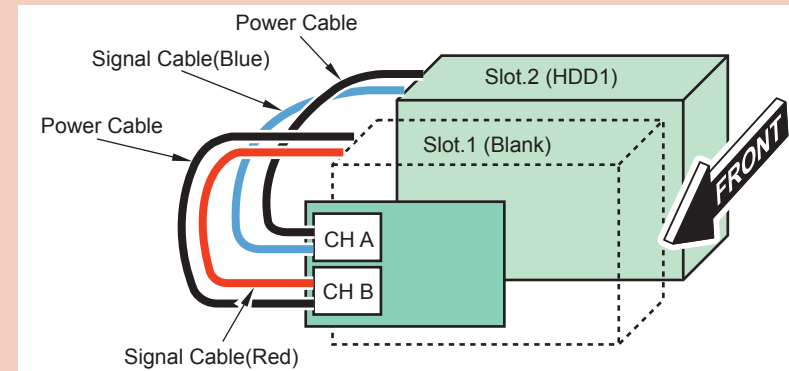 Power Cable
Signal Cable(Blue)
Power Cable
Slot.2 (HDD1)
Slot.1 (Blank)
FRONT
CH A
CH B
Signal Cable(Red)